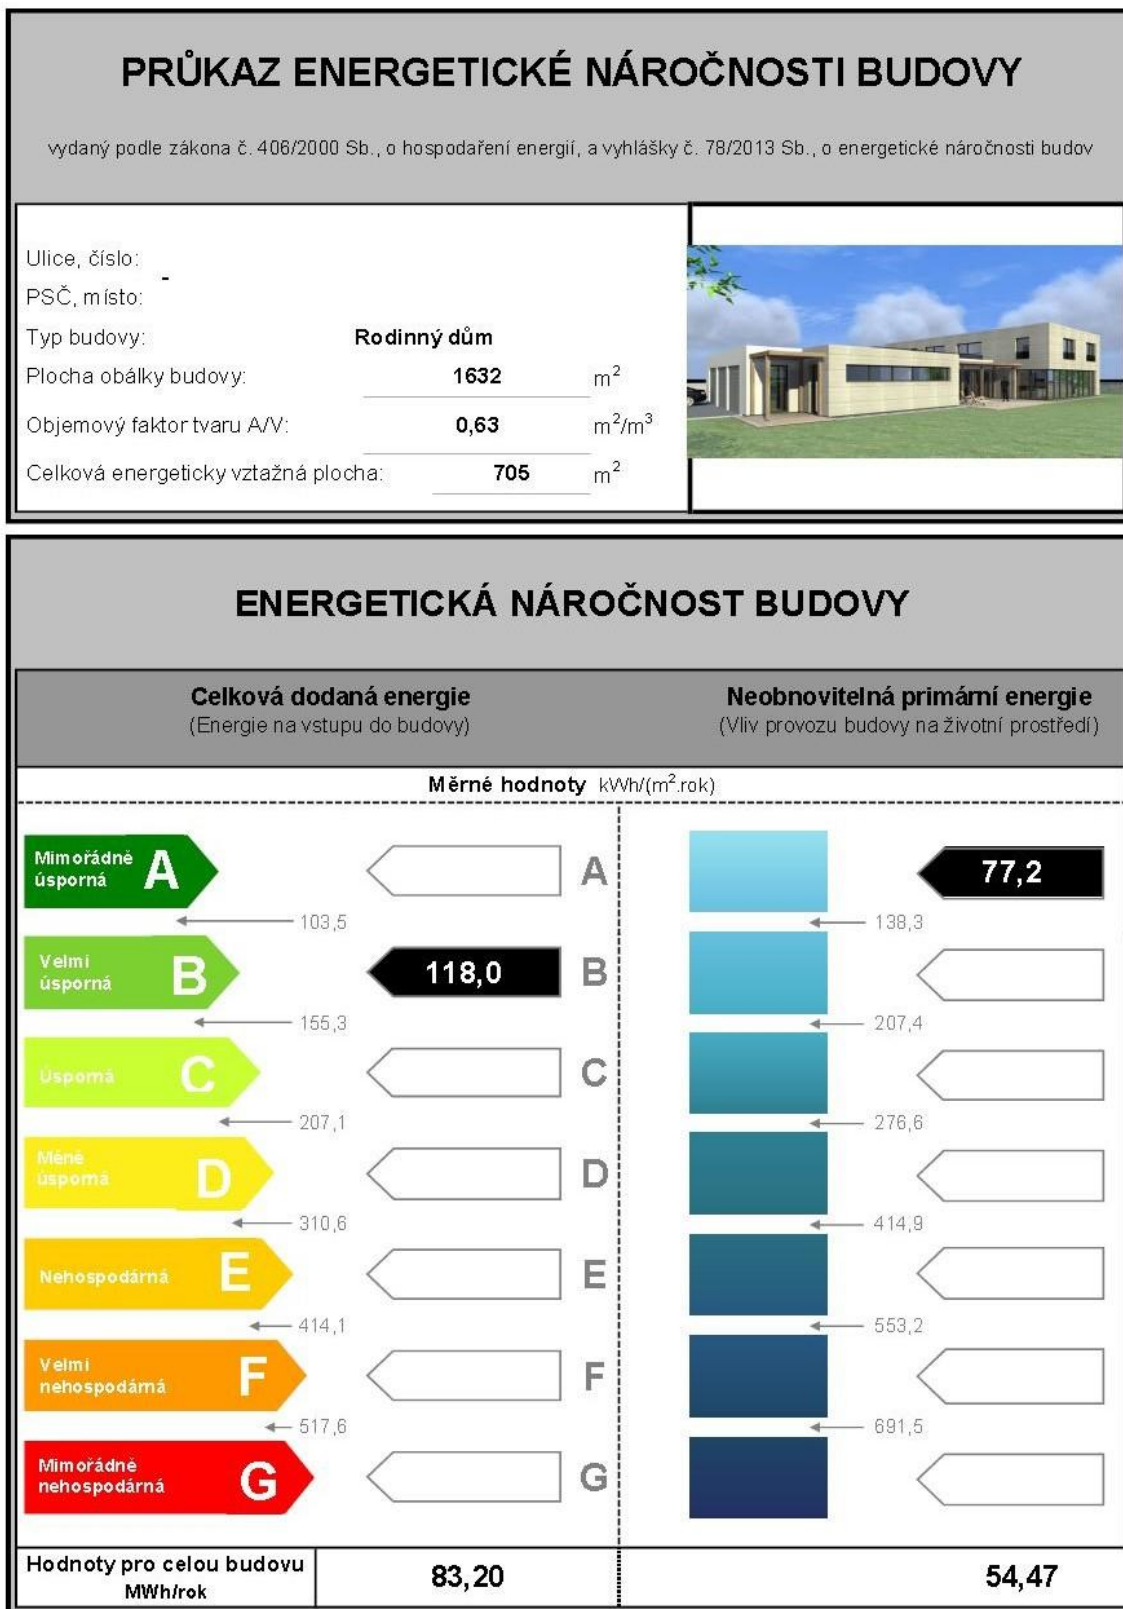 PRŮKAZ ENERGETICKÉ NÁROČNOSTI BUDOVY
vydaný podle zákona č. 406/2000 Sb., o hospodaření energií, a vyhlášky č. 78/2013 Sb., o energetické náročnosti budov
Ulice, číslo:
-
PSČ, místo:
Typ budovy: Rodinný dům
Plocha obálky budovy: 1632 m²
Objemový faktor tvaru A/V: 0,63 m²/m³
Celková energeticky vztažná plocha: 705 m²
ENERGETICKÁ NÁROČNOST BUDOVY
Celková dodaná energie
(Energie na vstupu do budovy)
Neobnovitelná primární energie
(Vliv provozu budovy na životní prostředí)
Měrné hodnoty kWh/(m².rok)
Mimořádně
úsporná A
A
77,2
103,5
138,3
Velmi
úsporná B
118,0
B
155,3
207,4
Úsporná C
C
207,1
276,6
Méně
úsporná D
D
310,6
414,9
Nehospodárná E
E
414,1
553,2
Velmi
nehospodárná F
F
517,6
691,5
Mimořádně
nehospodárná G
G
Hodnoty pro celou budovu
MWh/rok
83,20
54,47